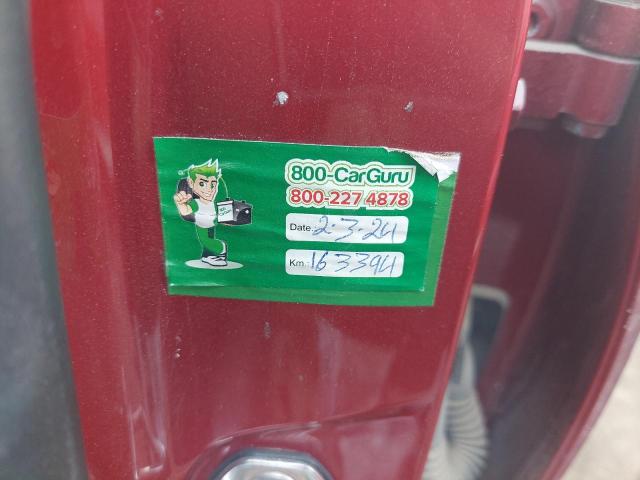 800-CarGuru
800-227 4878
Date: 2.3.24
Km.: 163394